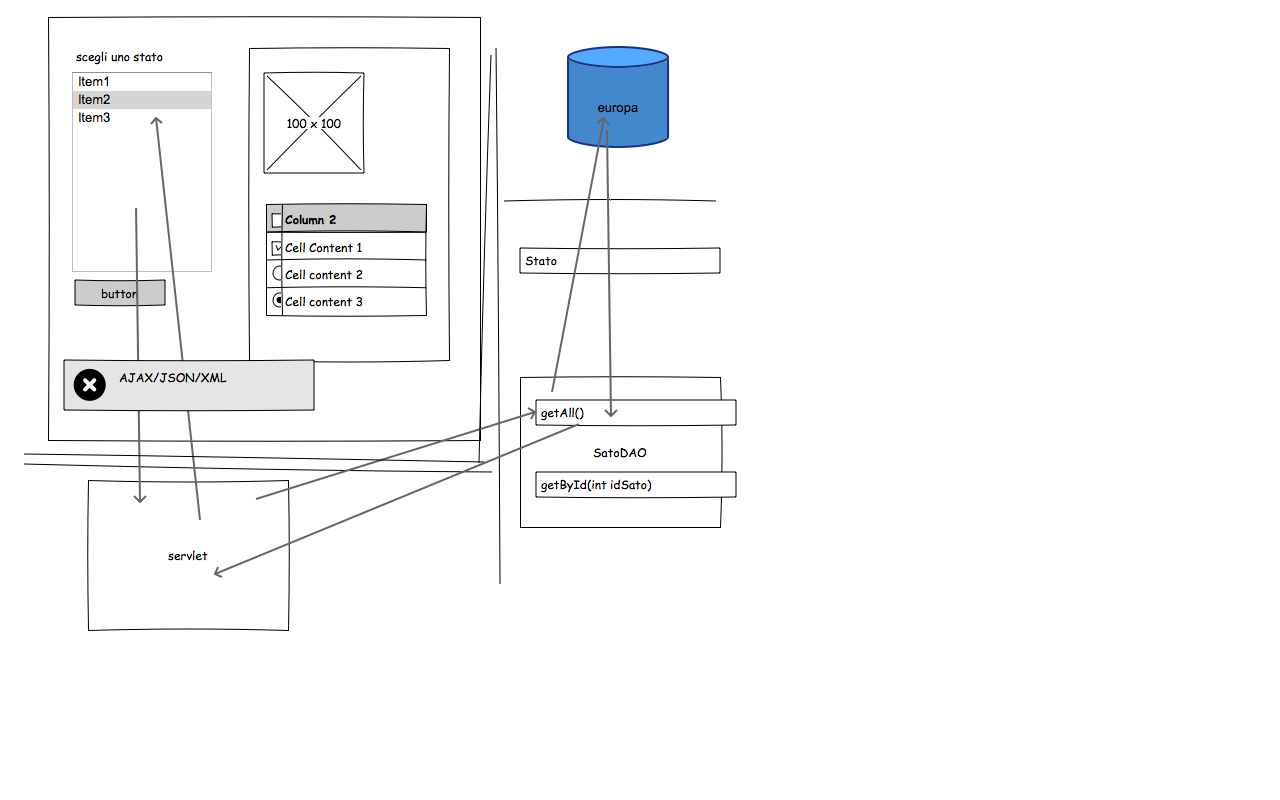 scegli uno stato
Item1
Item2
Item3
button
100 x 100
Column 2
Cell Content 1
Cell content 2
Cell content 3
AJAX/JSON/XML
servlet
europa
Stato
getAll()
SatoDAO
getById(int idSato)